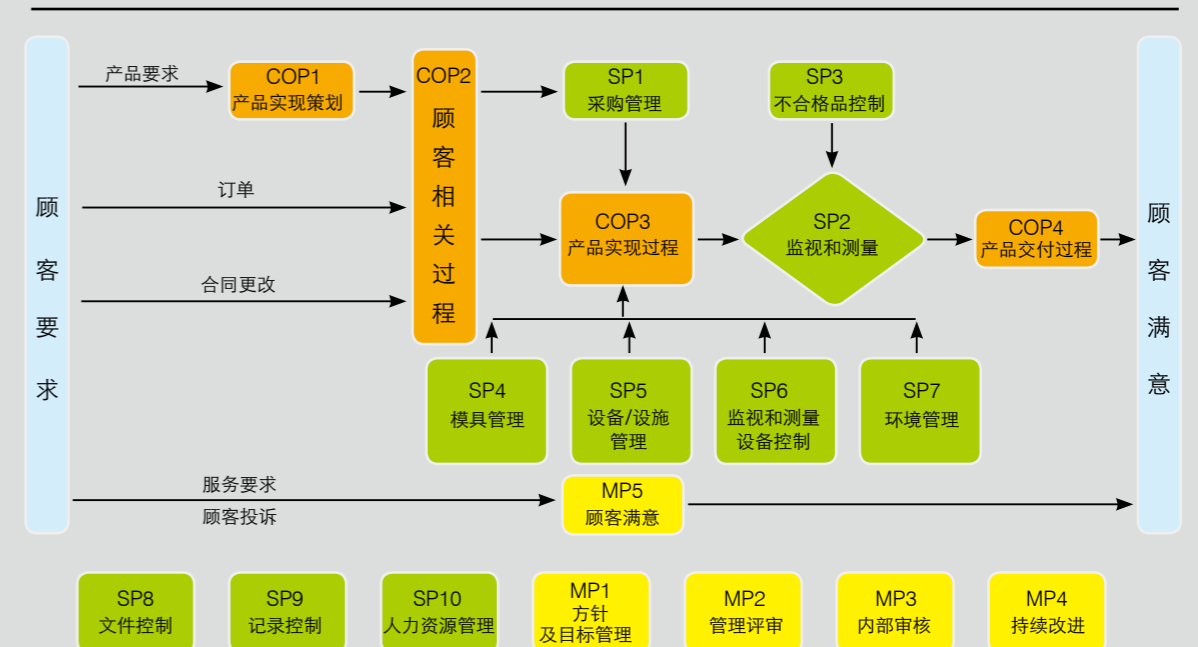 顾客要求
产品要求
COP1
产品实现策划
COP2
顾客相关过程
SP1
采购管理
SP3
不合格品控制
订单
COP3
产品实现过程
SP2
监视和测量
COP4
产品交付过程
顾客满意
合同更改
SP4
模具管理
SP5
设备/设施
管理
SP6
监视和测量
设备控制
SP7
环境管理
服务要求
顾客投诉
MP5
顾客满意
SP8
文件控制
SP9
记录控制
SP10
人力资源管理
MP1
方针
及目标管理
MP2
管理评审
MP3
内部审核
MP4
持续改进